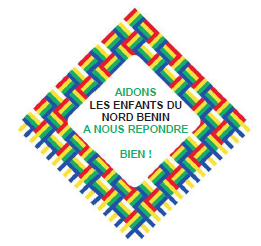 AIDONS
LES ENFANTS DU
NORD BENIN
A NOUS REPONDRE
BIEN !